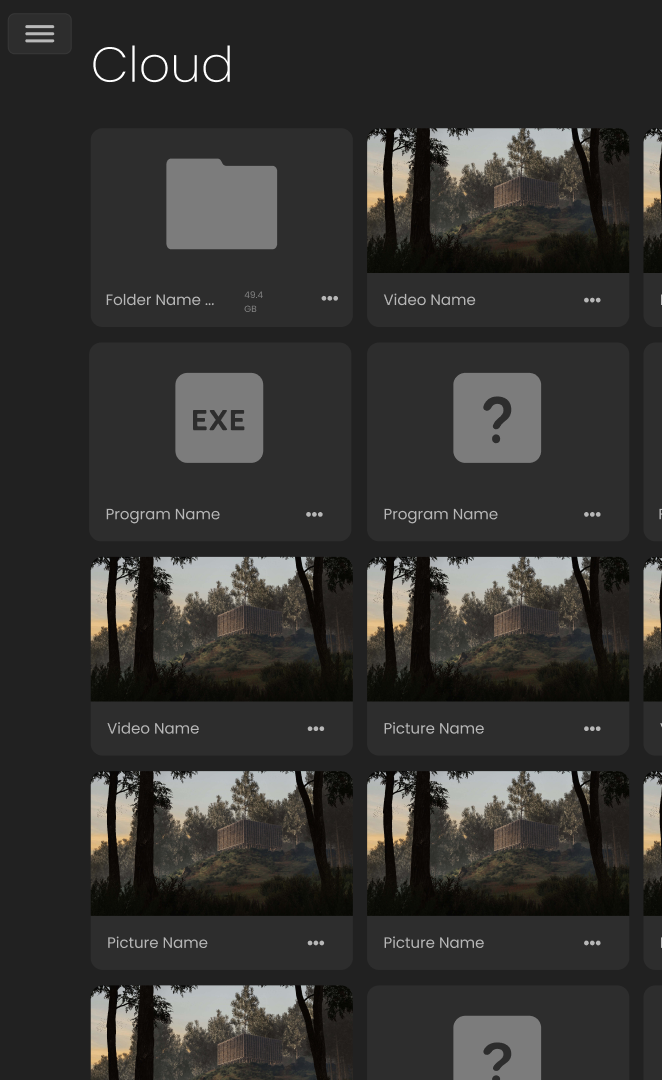 Cloud
Folder Name ...
49.4
GB
Video Name
EXE
?
Program Name
Program Name
Video Name
Picture Name
Picture Name
Picture Name
?